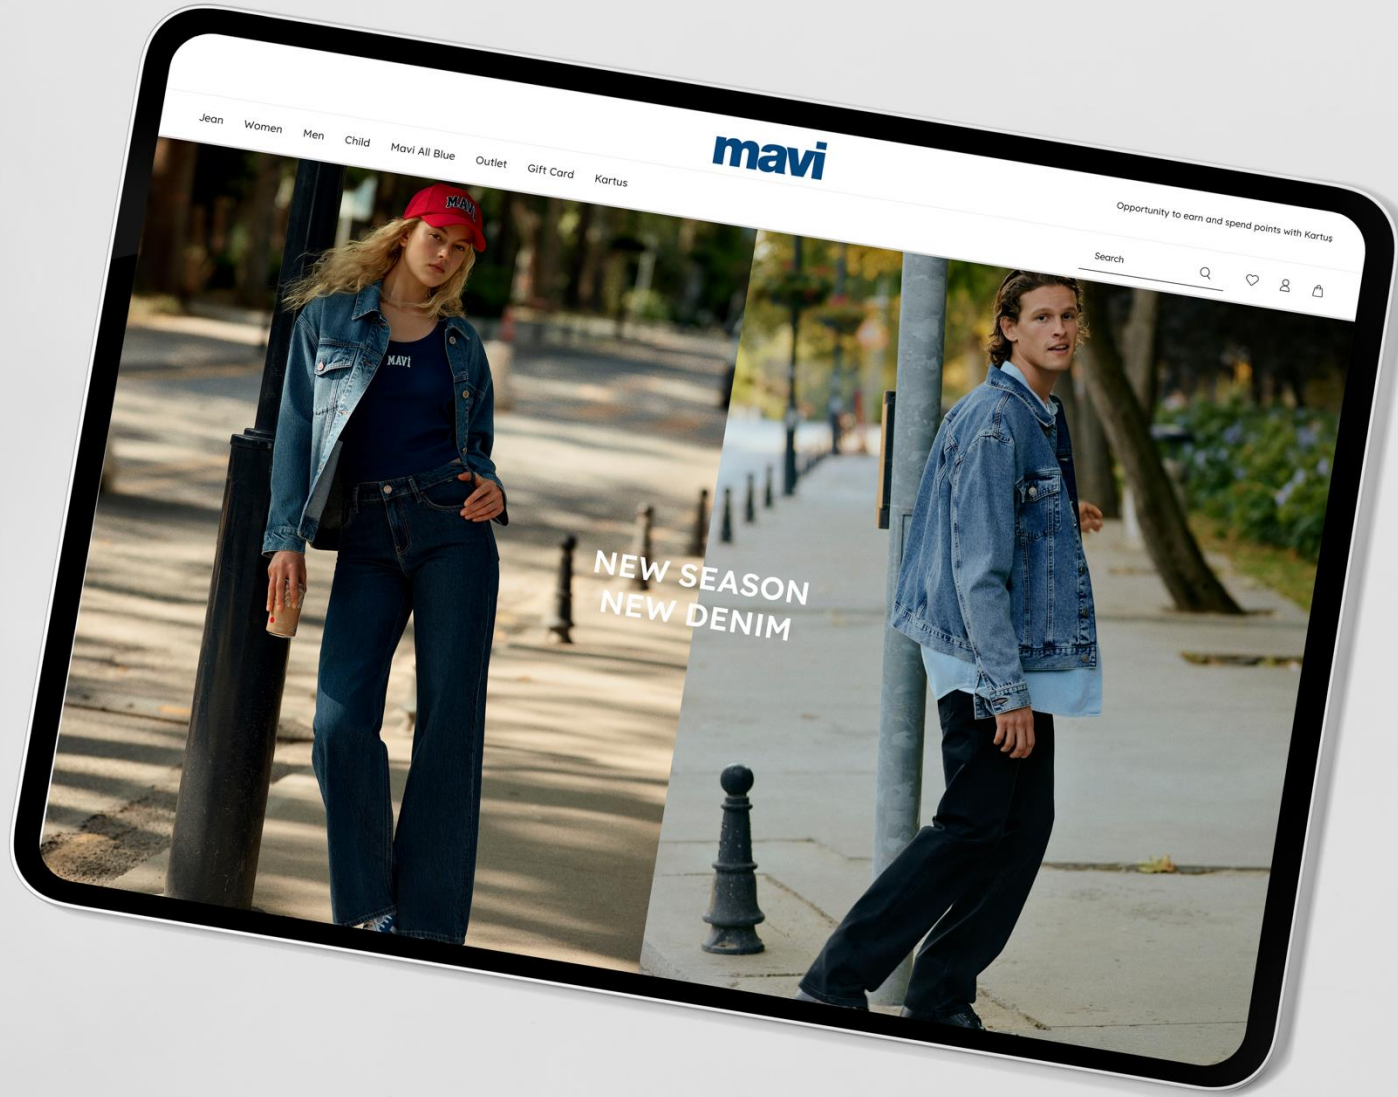 mavi
Opportunity to earn and spend points with Kartuş
Jean Women Men Child Mavi All Blue Outlet Gift Card Kartus
Search
MAVI
MAVİ
NEW SEASON
NEW DENIM